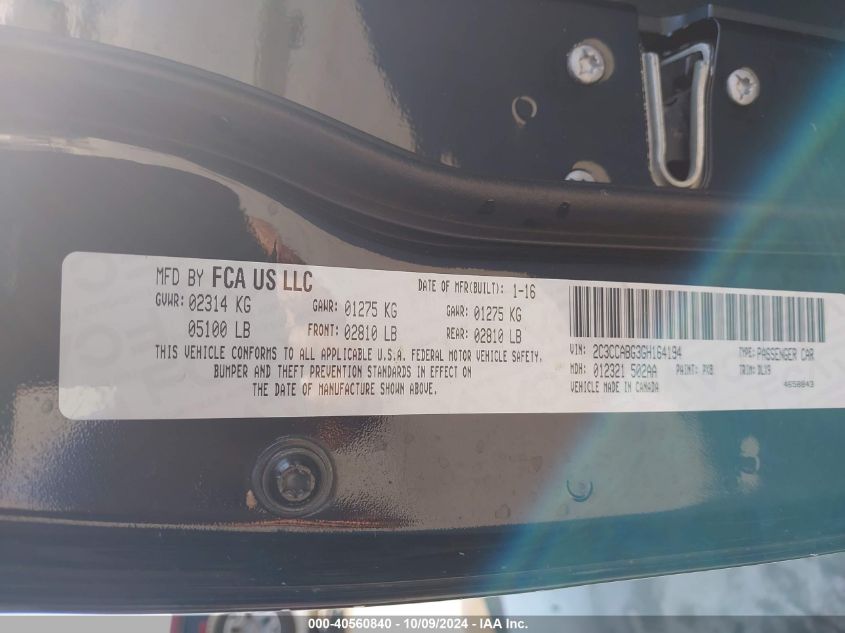 MFD BY FCA US LLC
DATE OF MFR(BUILT): 1-16
GVWR: 02314 KG GAWR: 01275 KG GAWR: 01275 KG
05100 LB FRONT: 02810 LB REAR: 02810 LB
THIS VEHICLE CONFORMS TO ALL APPLICABLE U.S.A. FEDERAL MOTOR VEHICLE SAFETY,
BUMPER AND THEFT PREVENTION STANDARDS IN EFFECT ON
THE DATE OF MANUFACTURE SHOWN ABOVE.
VIN: 2C3CCABG3GH164194 TYPE: PASSENGER CAR
MDH: 012321 502AA PAINT: PX8 TRIM: DLX9
VEHICLE MADE IN CANADA 4658843
000-40560840 - 10/09/2024 - IAA Inc.